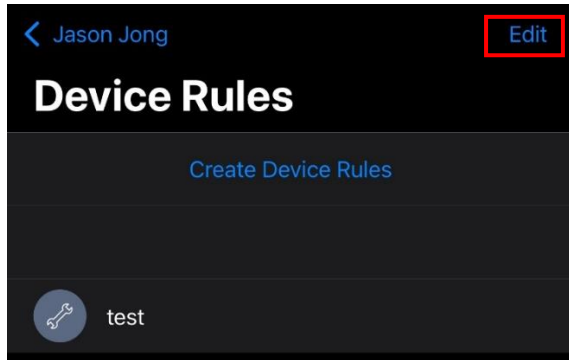 Jason Jong
Edit
Device Rules
Create Device Rules
test